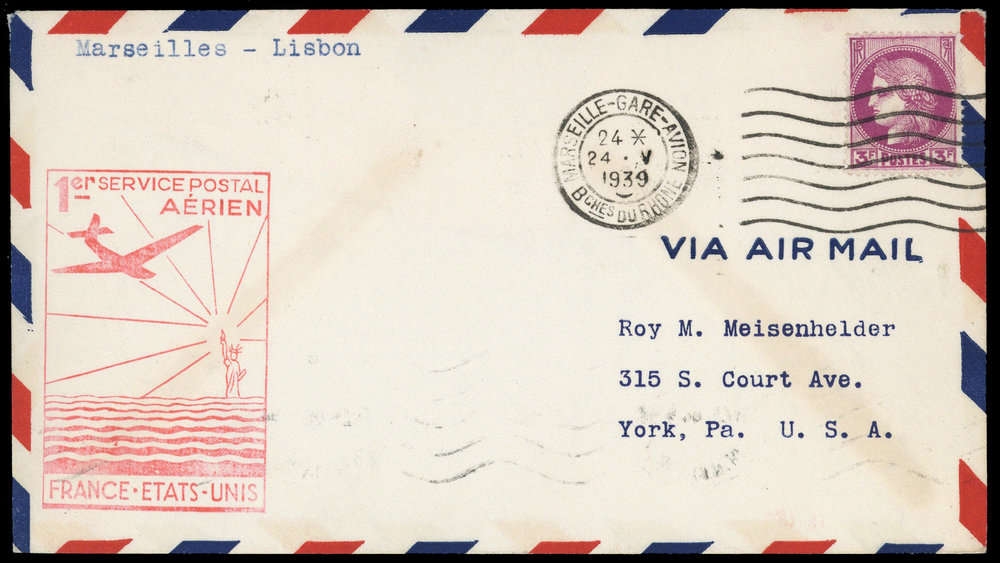 Marseilles - Lisbon
3F POSTES 3F
MARSEILLE-GARE-AVION
24 *
24 · V
1939
BCHES DU RHONE
1er SERVICE POSTAL
AÉRIEN
VIA AIR MAIL
Roy M. Meisenhelder
315 S. Court Ave.
York, Pa. U. S. A.
FRANCE·ETATS-UNIS